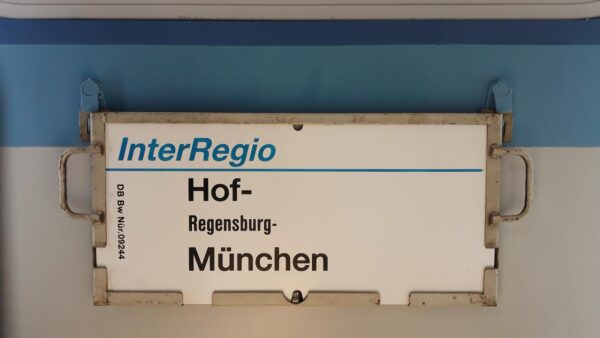 InterRegio
Hof-
Regensburg-
München
DB Bw Nür.09244